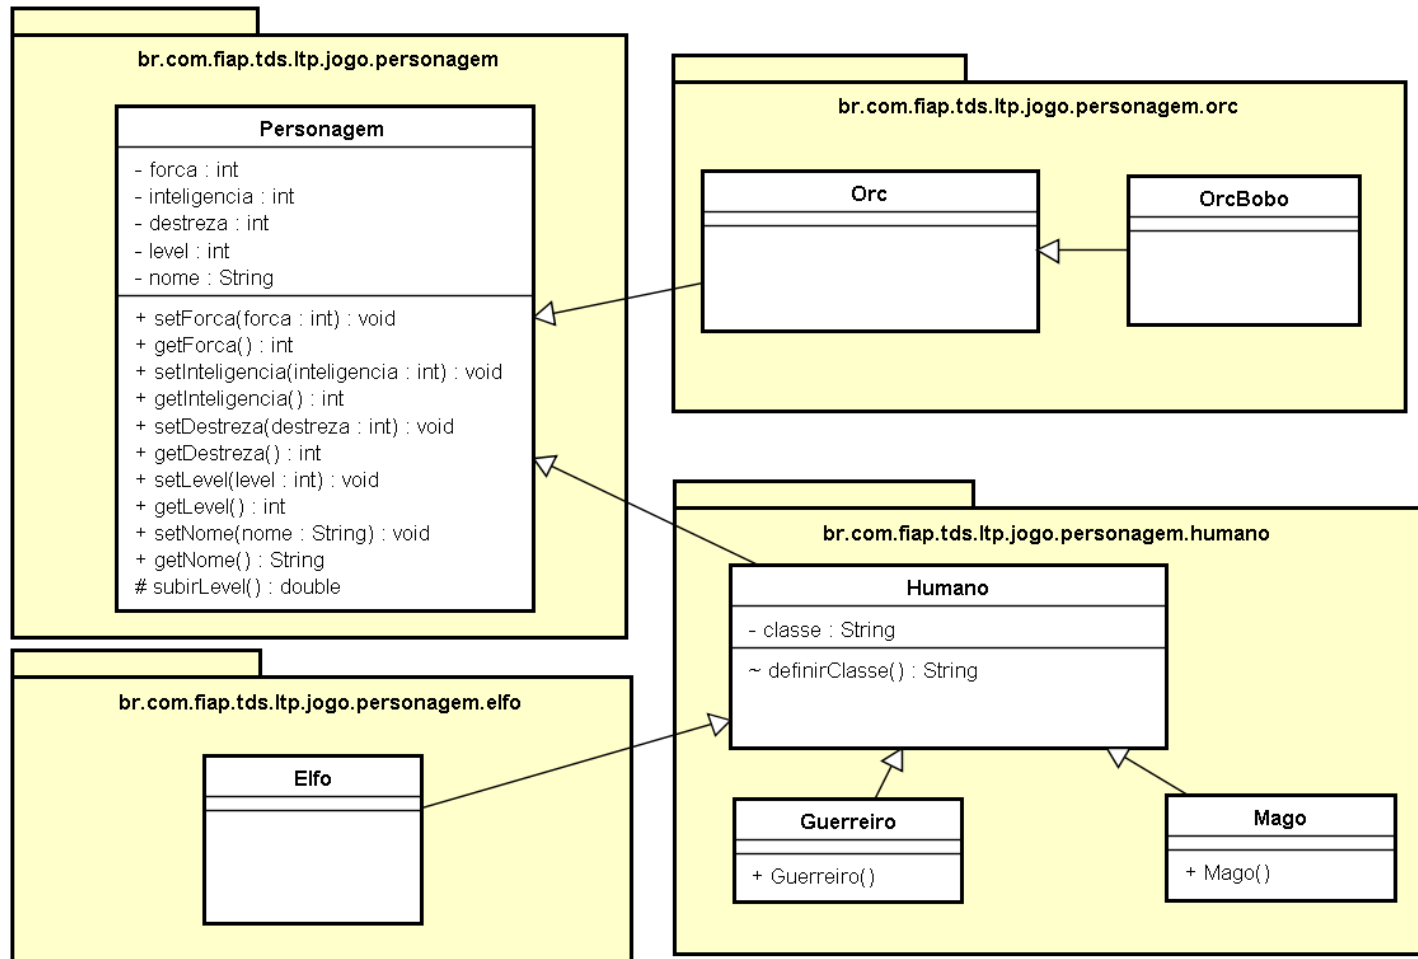 br.com.fiap.tds.ltp.jogo.personagem
Personagem
- forca : int
- inteligencia : int
- destreza : int
- level : int
- nome : String
+ setForca(forca : int) : void
+ getForca() : int
+ setInteligencia(inteligencia : int) : void
+ getInteligencia() : int
+ setDestreza(destreza : int) : void
+ getDestreza() : int
+ setLevel(level : int) : void
+ getLevel() : int
+ setNome(nome : String) : void
+ getNome() : String
# subirLevel() : double
br.com.fiap.tds.ltp.jogo.personagem.orc
Orc
OrcBobo
br.com.fiap.tds.ltp.jogo.personagem.humano
Humano
- classe : String
~ definirClasse() : String
Guerreiro
+ Guerreiro()
Mago
+ Mago()
br.com.fiap.tds.ltp.jogo.personagem.elfo
Elfo